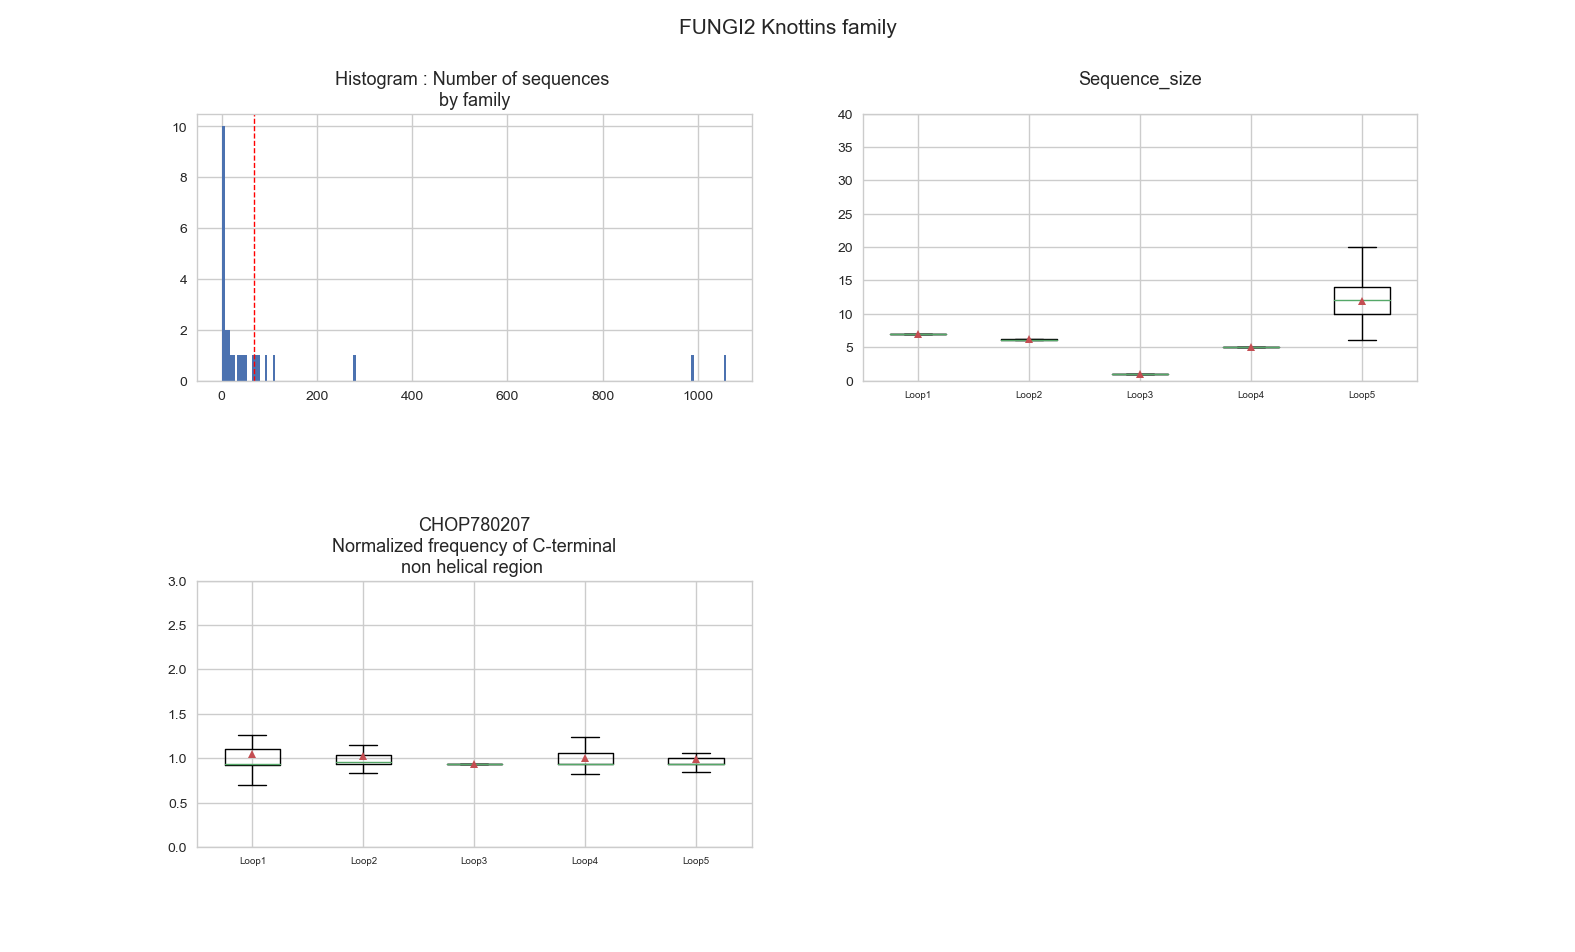 FUNGI2 Knottins family
Histogram : Number of sequences
by family
10
8
6
4
2
0
0 200 400 600 800 1000
Sequence_size
40
35
30
25
20
15
10
5
0
Loop1 Loop2 Loop3 Loop4 Loop5
CHOP780207
Normalized frequency of C-terminal
non helical region
3.0
2.5
2.0
1.5
1.0
0.5
0.0
Loop1 Loop2 Loop3 Loop4 Loop5